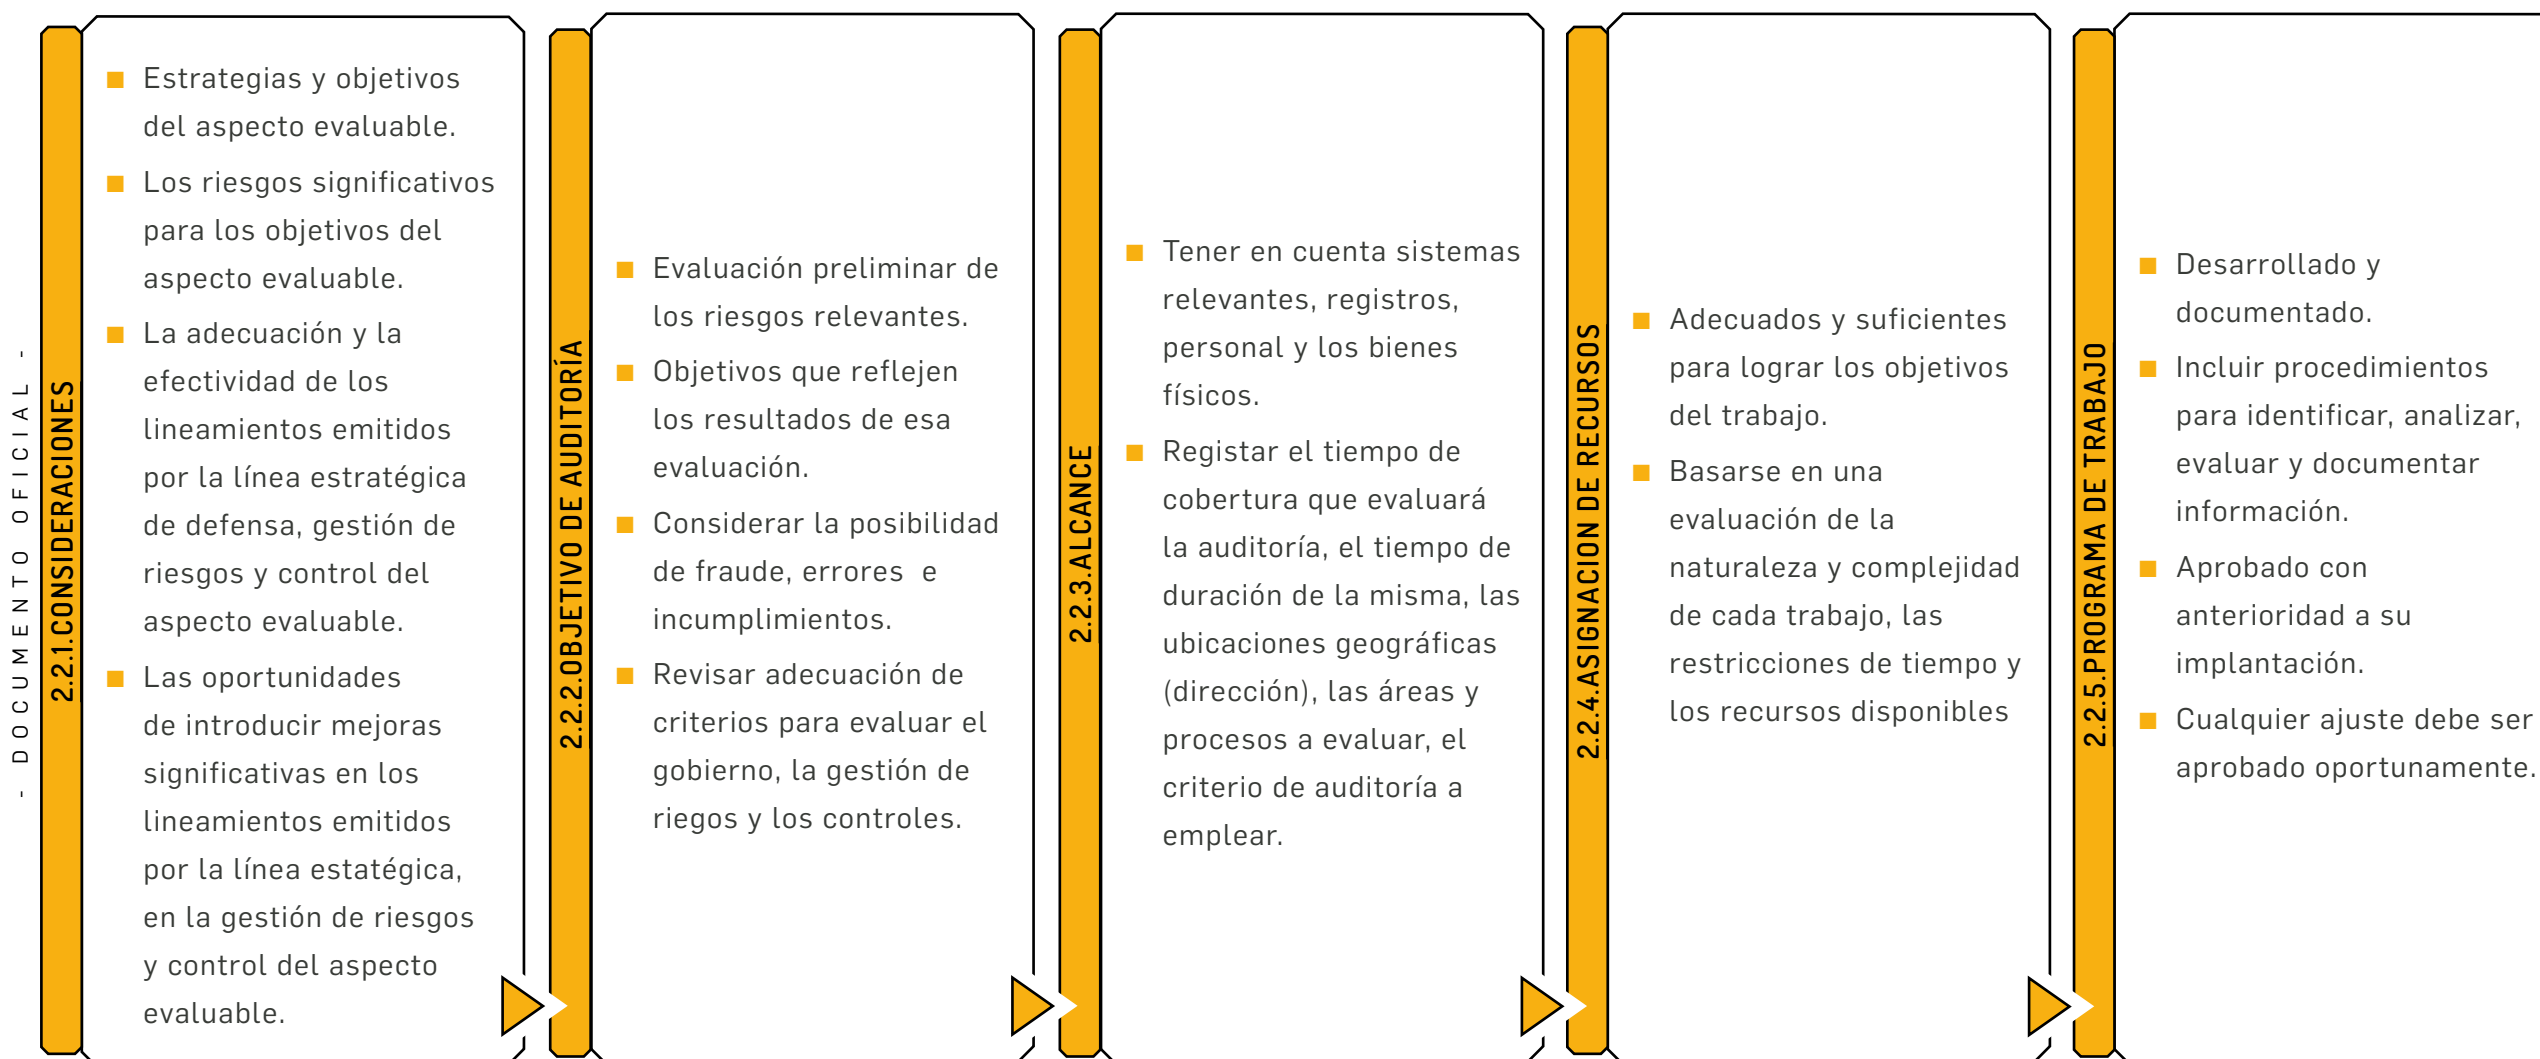 - DOCUMENTO OFICIAL -
2.2.1.CONSIDERACIONES
Estrategias y objetivos
del aspecto evaluable.
Los riesgos significativos
para los objetivos del
aspecto evaluable.
La adecuación y la
efectividad de los
lineamientos emitidos
por la línea estratégica
de defensa, gestión de
riesgos y control del
aspecto evaluable.
Las oportunidades
de introducir mejoras
significativas en los
lineamientos emitidos
por la línea estatégica,
en la gestión de riesgos
y control del aspecto
evaluable.
2.2.2.OBJETIVO DE AUDITORÍA
Evaluación preliminar de
los riesgos relevantes.
Objetivos que reflejen
los resultados de esa
evaluación.
Considerar la posibilidad
de fraude, errores  e
incumplimientos.
Revisar adecuación de
criterios para evaluar el
gobierno, la gestión de
riegos y los controles.
2.2.3.ALCANCE
Tener en cuenta sistemas
relevantes, registros,
personal y los bienes
físicos.
Registar el tiempo de
cobertura que evaluará
la auditoría, el tiempo de
duración de la misma, las
ubicaciones geográficas
(dirección), las áreas y
procesos a evaluar, el
criterio de auditoría a
emplear.
2.2.4.ASIGNACION DE RECURSOS
Adecuados y suficientes
para lograr los objetivos
del trabajo.
Basarse en una
evaluación de la
naturaleza y complejidad
de cada trabajo, las
restricciones de tiempo y
los recursos disponibles
2.2.5.PROGRAMA DE TRABAJO
Desarrollado y
documentado.
Incluir procedimientos
para identificar, analizar,
evaluar y documentar
información.
Aprobado con
anterioridad a su
implantación.
Cualquier ajuste debe ser
aprobado oportunamente.